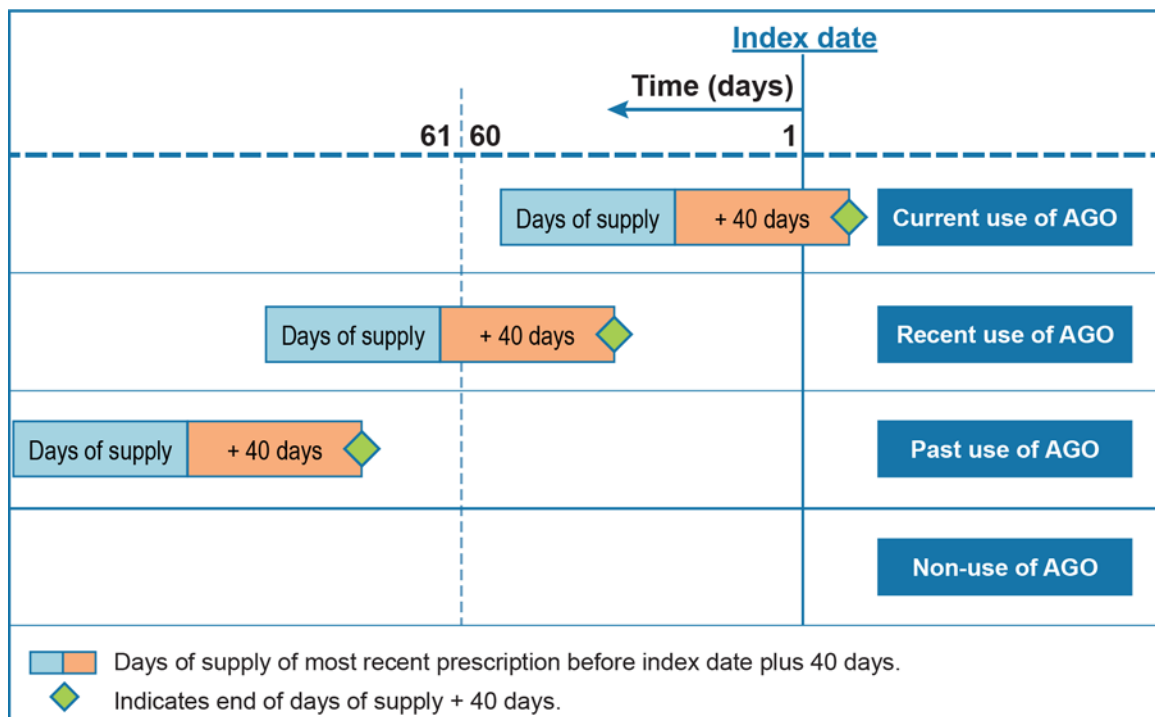 Index date
Time (days)
61 60 1
Days of supply + 40 days Current use of AGO
Days of supply + 40 days Recent use of AGO
Days of supply + 40 days Past use of AGO
Non-use of AGO
Days of supply of most recent prescription before index date plus 40 days.
Indicates end of days of supply + 40 days.